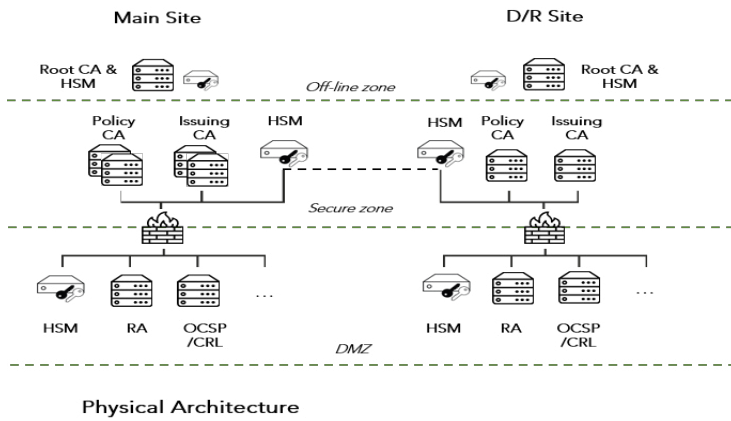 Main Site
D/R Site
Root CA &
HSM
Root CA &
HSM
Off-line zone
Policy
CA
Issuing
CA
HSM
HSM
Policy
CA
Issuing
CA
Secure zone
HSM
RA
OCSP
/CRL
...
HSM
RA
OCSP
/CRL
...
DMZ
Physical Architecture